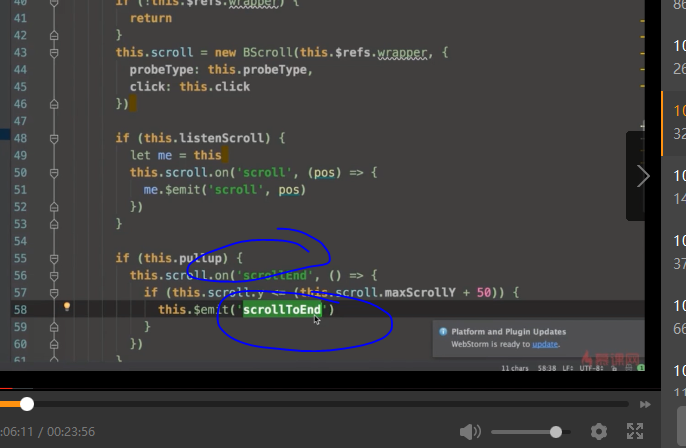 40 if (!this.$refs.wrapper) {
41 return
42 }
43 this.scroll = new BScroll(this.$refs.wrapper, {
44 probeType: this.probeType,
45 click: this.click
46 })
47
48 if (this.listenScroll) {
49 let me = this
50 this.scroll.on('scroll', (pos) => {
51 me.$emit('scroll', pos)
52 })
53 }
54
55 if (this.pullup) {
56 this.scroll.on('scrollEnd', () => {
57 if (this.scroll.y <= (this.scroll.maxScrollY + 50)) {
58 this.$emit('scrollToEnd')
59 }
60 })
61 }
Platform and Plugin Updates
WebStorm is ready to update.
慕课网
11 chars 58:38 LF÷ UTF-8÷
:06:11 / 00:23:56
86
10
26
10
32
10
14
10
37
10
66
10
11